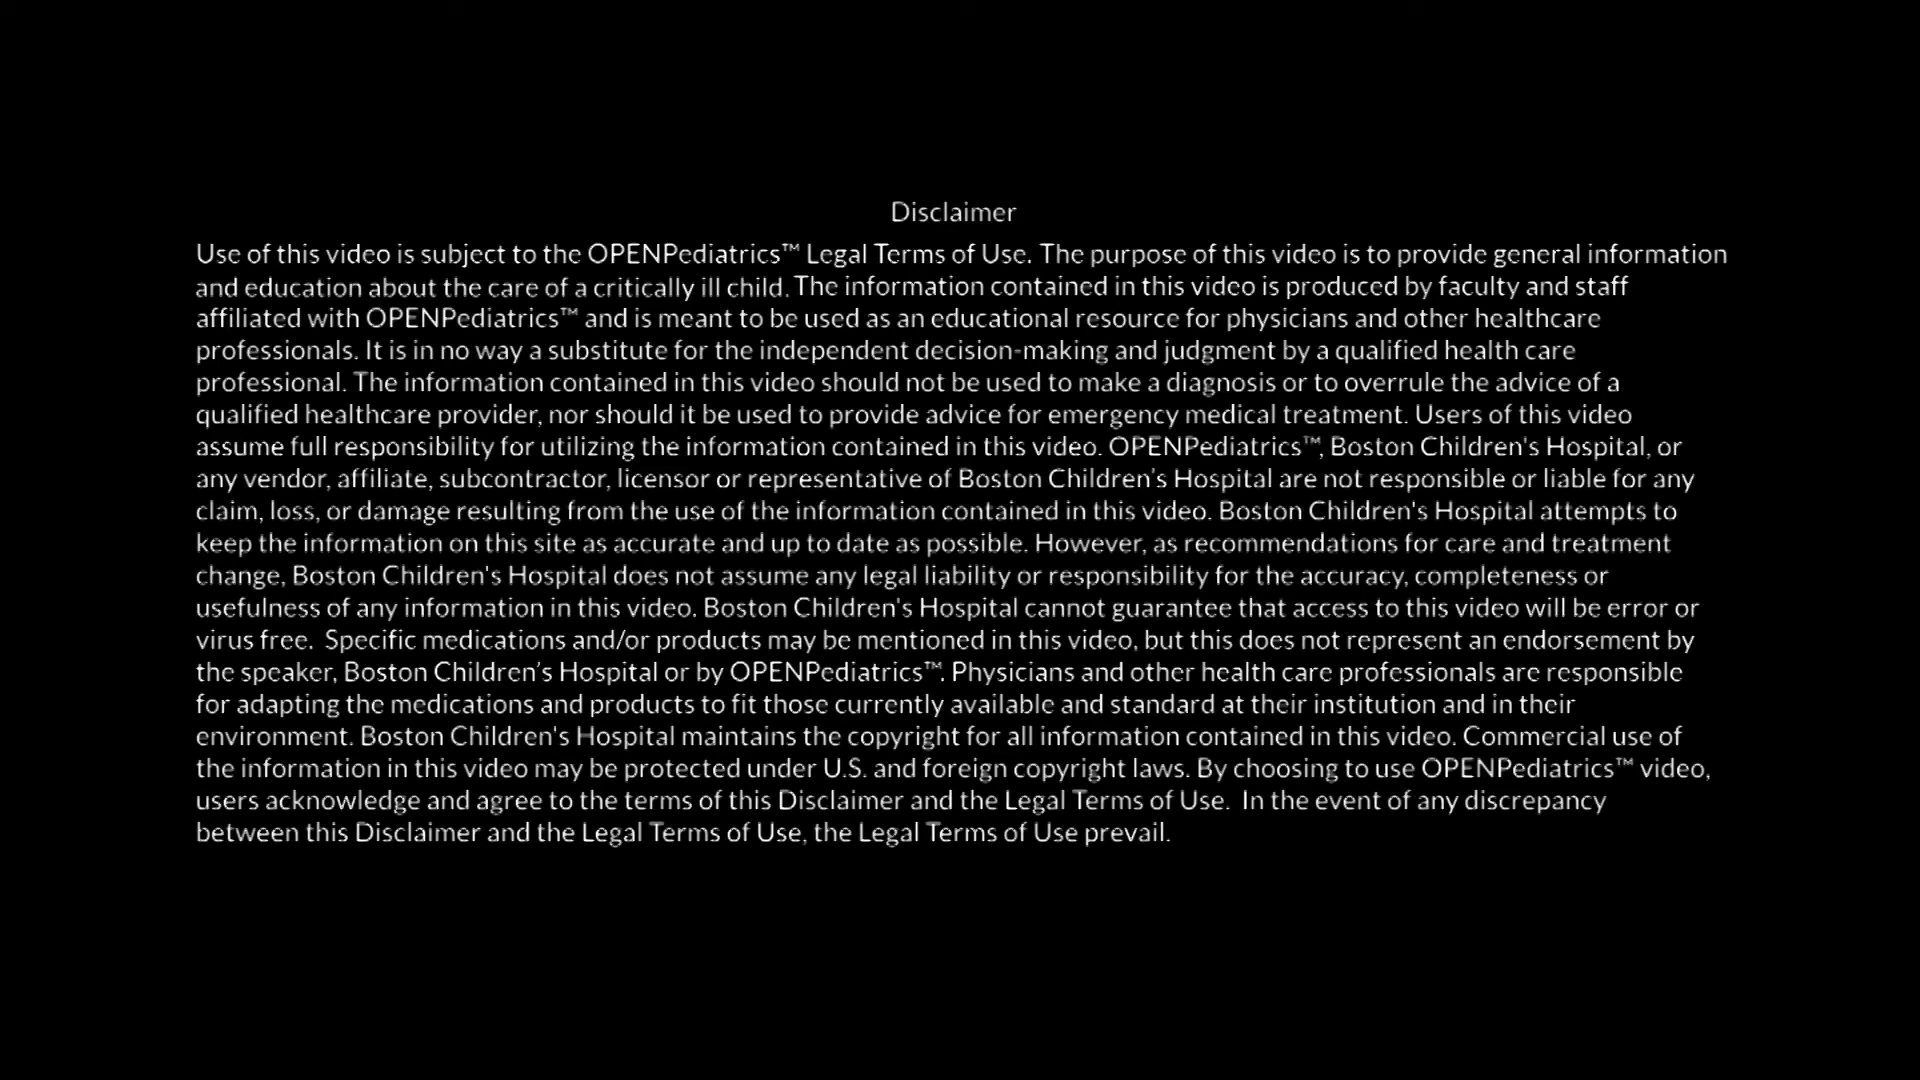 Disclaimer
Use of this video is subject to the OPENPediatrics™ Legal Terms of Use. The purpose of this video is to provide general information
and education about the care of a critically ill child. The information contained in this video is produced by faculty and staff
affiliated with OPENPediatrics™ and is meant to be used as an educational resource for physicians and other healthcare
professionals. It is in no way a substitute for the independent decision-making and judgment by a qualified health care
professional. The information contained in this video should not be used to make a diagnosis or to overrule the advice of a
qualified healthcare provider, nor should it be used to provide advice for emergency medical treatment. Users of this video
assume full responsibility for utilizing the information contained in this video. OPENPediatrics™, Boston Children's Hospital, or
any vendor, affiliate, subcontractor, licensor or representative of Boston Children's Hospital are not responsible or liable for any
claim, loss, or damage resulting from the use of the information contained in this video. Boston Children's Hospital attempts to
keep the information on this site as accurate and up to date as possible. However, as recommendations for care and treatment
change, Boston Children's Hospital does not assume any legal liability or responsibility for the accuracy, completeness or
usefulness of any information in this video. Boston Children's Hospital cannot guarantee that access to this video will be error or
virus free.  Specific medications and/or products may be mentioned in this video, but this does not represent an endorsement by
the speaker, Boston Children’s Hospital or by OPENPediatrics™. Physicians and other health care professionals are responsible
for adapting the medications and products to fit those currently available and standard at their institution and in their
environment. Boston Children's Hospital maintains the copyright for all information contained in this video. Commercial use of
the information in this video may be protected under U.S. and foreign copyright laws. By choosing to use OPENPediatrics™ video,
users acknowledge and agree to the terms of this Disclaimer and the Legal Terms of Use.  In the event of any discrepancy
between this Disclaimer and the Legal Terms of Use, the Legal Terms of Use prevail.